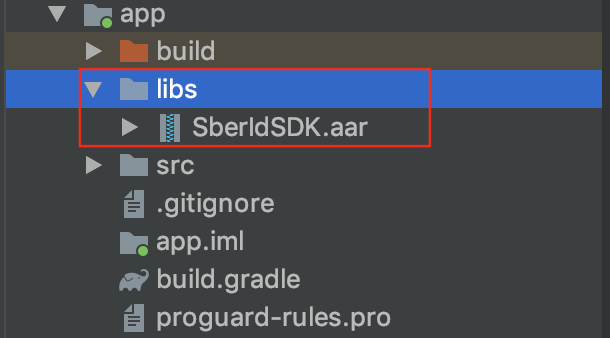 app
build
libs
SberIdSDK.aar
src
.gitignore
app.iml
build.gradle
proguard-rules.pro